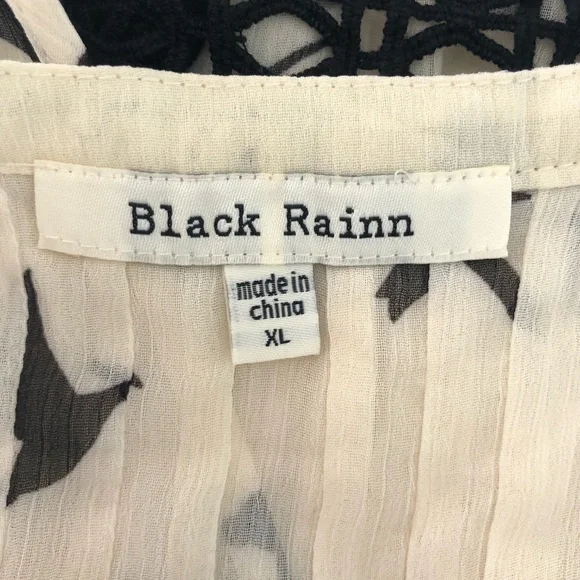 Black Rainn
made in
china
XL